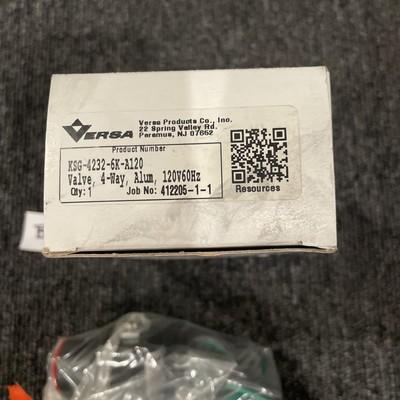 VERSA
Versa Products Co., Inc.
22 Spring Valley Rd.
Paramus, NJ 07652
Product Number
KSG-4232-6K-A120
Valve, 4-Way, Alum, 120V60Hz
Qty: 1 Job No: 412205-1-1
Resources